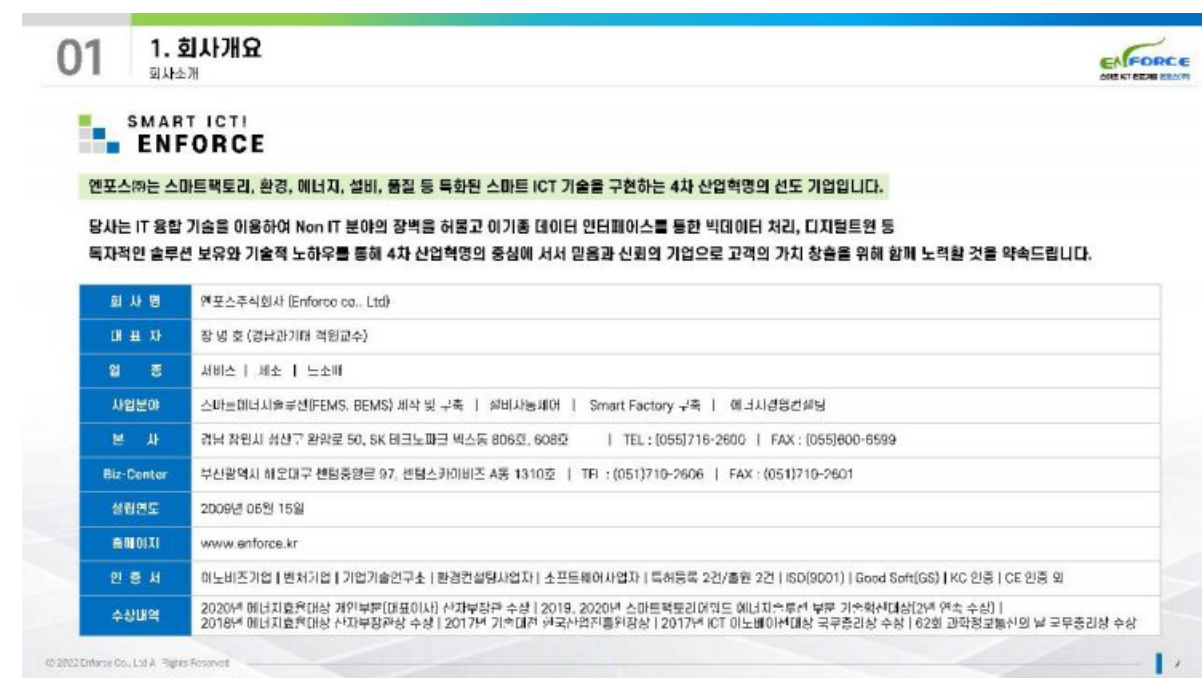 01
1. 회사개요
회사소개
ENFORCE
SMART ICT!
ENFORCE
엔포스㈜는 스마트팩토리, 환경, 에너지, 설비, 품질 등 특화된 스마트 ICT 기술을 구현하는 4차 산업혁명의 선도 기업입니다.
당사는 IT 융합 기술을 이용하여 Non IT 분야의 장벽을 허물고 이기종 데이터 인터페이스를 통한 빅데이터 처리, 디지털트윈 등
독자적인 솔루션 보유와 기술적 노하우를 통해 4차 산업혁명의 중심에 서서 믿음과 신뢰의 기업으로 고객의 가치 창출을 위해 함께 노력할 것을 약속드립니다.
회 사 명 엔포스주식회사 (Enforce co., Ltd)
대 표 자 장 호 (경남과기대 객원교수)
업 종 서비스 | 제조 | 도소매
사업분야 스마트에너지솔루션(FEMS, BEMS) 제작 및 구축 | 설비자동제어 | Smart Factory 구축 | 에너지경영컨설팅
본 사 경남 창원시 성산구 완암로 50, SK 테크노파크 넥스동 806호, 608호 | TEL : (055)716-2600 | FAX : (055)600-6599
Biz-Center 부산광역시 해운대구 센텀중앙로 97, 센텀스카이비즈 A동 1310호 | TEL : (051)710-2606 | FAX : (051)710-2601
설립연도 2009년 06월 15일
홈페이지 www.enforce.kr
인 증 서 이노비즈기업 | 벤처기업 | 기업기술연구소 | 환경컨설팅사업자 | 소프트웨어사업자 | 특허등록 2건/출원 2건 | ISO(9001) | Good Soft(GS) | KC 인증 | CE 인증 외
수상내역 2020년 에너지효율대상 개인부문(대표이사) 산자부장관 수상 | 2019, 2020년 스마트팩토리어워드 에너지솔루션 부문 기술혁신대상(2년 연속 수상) |
2018년 에너지효율대상 산자부장관상 수상 | 2017년 기술대전 한국산업진흥원장상 | 2017년 ICT 이노베이션대상 국무총리상 수상 | 62회 과학정보통신의 날 국무총리상 수상
© 2022 Enforce Co., Ltd All Rights Reserved